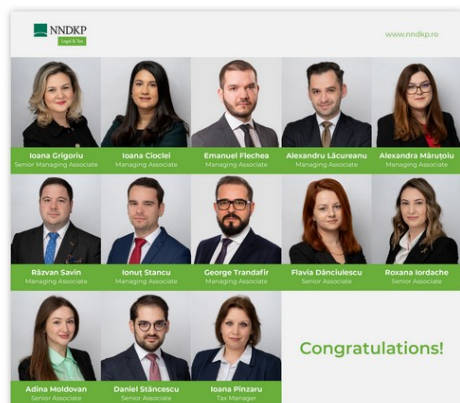 NNDKP
Legal & Tax
www.nndkp.ro
Ioana Grigoriu
Senior Managing Associate
Ioana Cioclei
Managing Associate
Emanuel Flechea
Managing Associate
Alexandru Lăcureanu
Managing Associate
Alexandra Măruțoiu
Managing Associate
Răzvan Savin
Managing Associate
Ionuț Stancu
Managing Associate
George Trandafir
Managing Associate
Flavia Dănciulescu
Senior Associate
Roxana Iordache
Senior Associate
Adina Moldovan
Senior Associate
Daniel Stăncescu
Senior Associate
Ioana Pînzaru
Tax Manager
Congratulations!